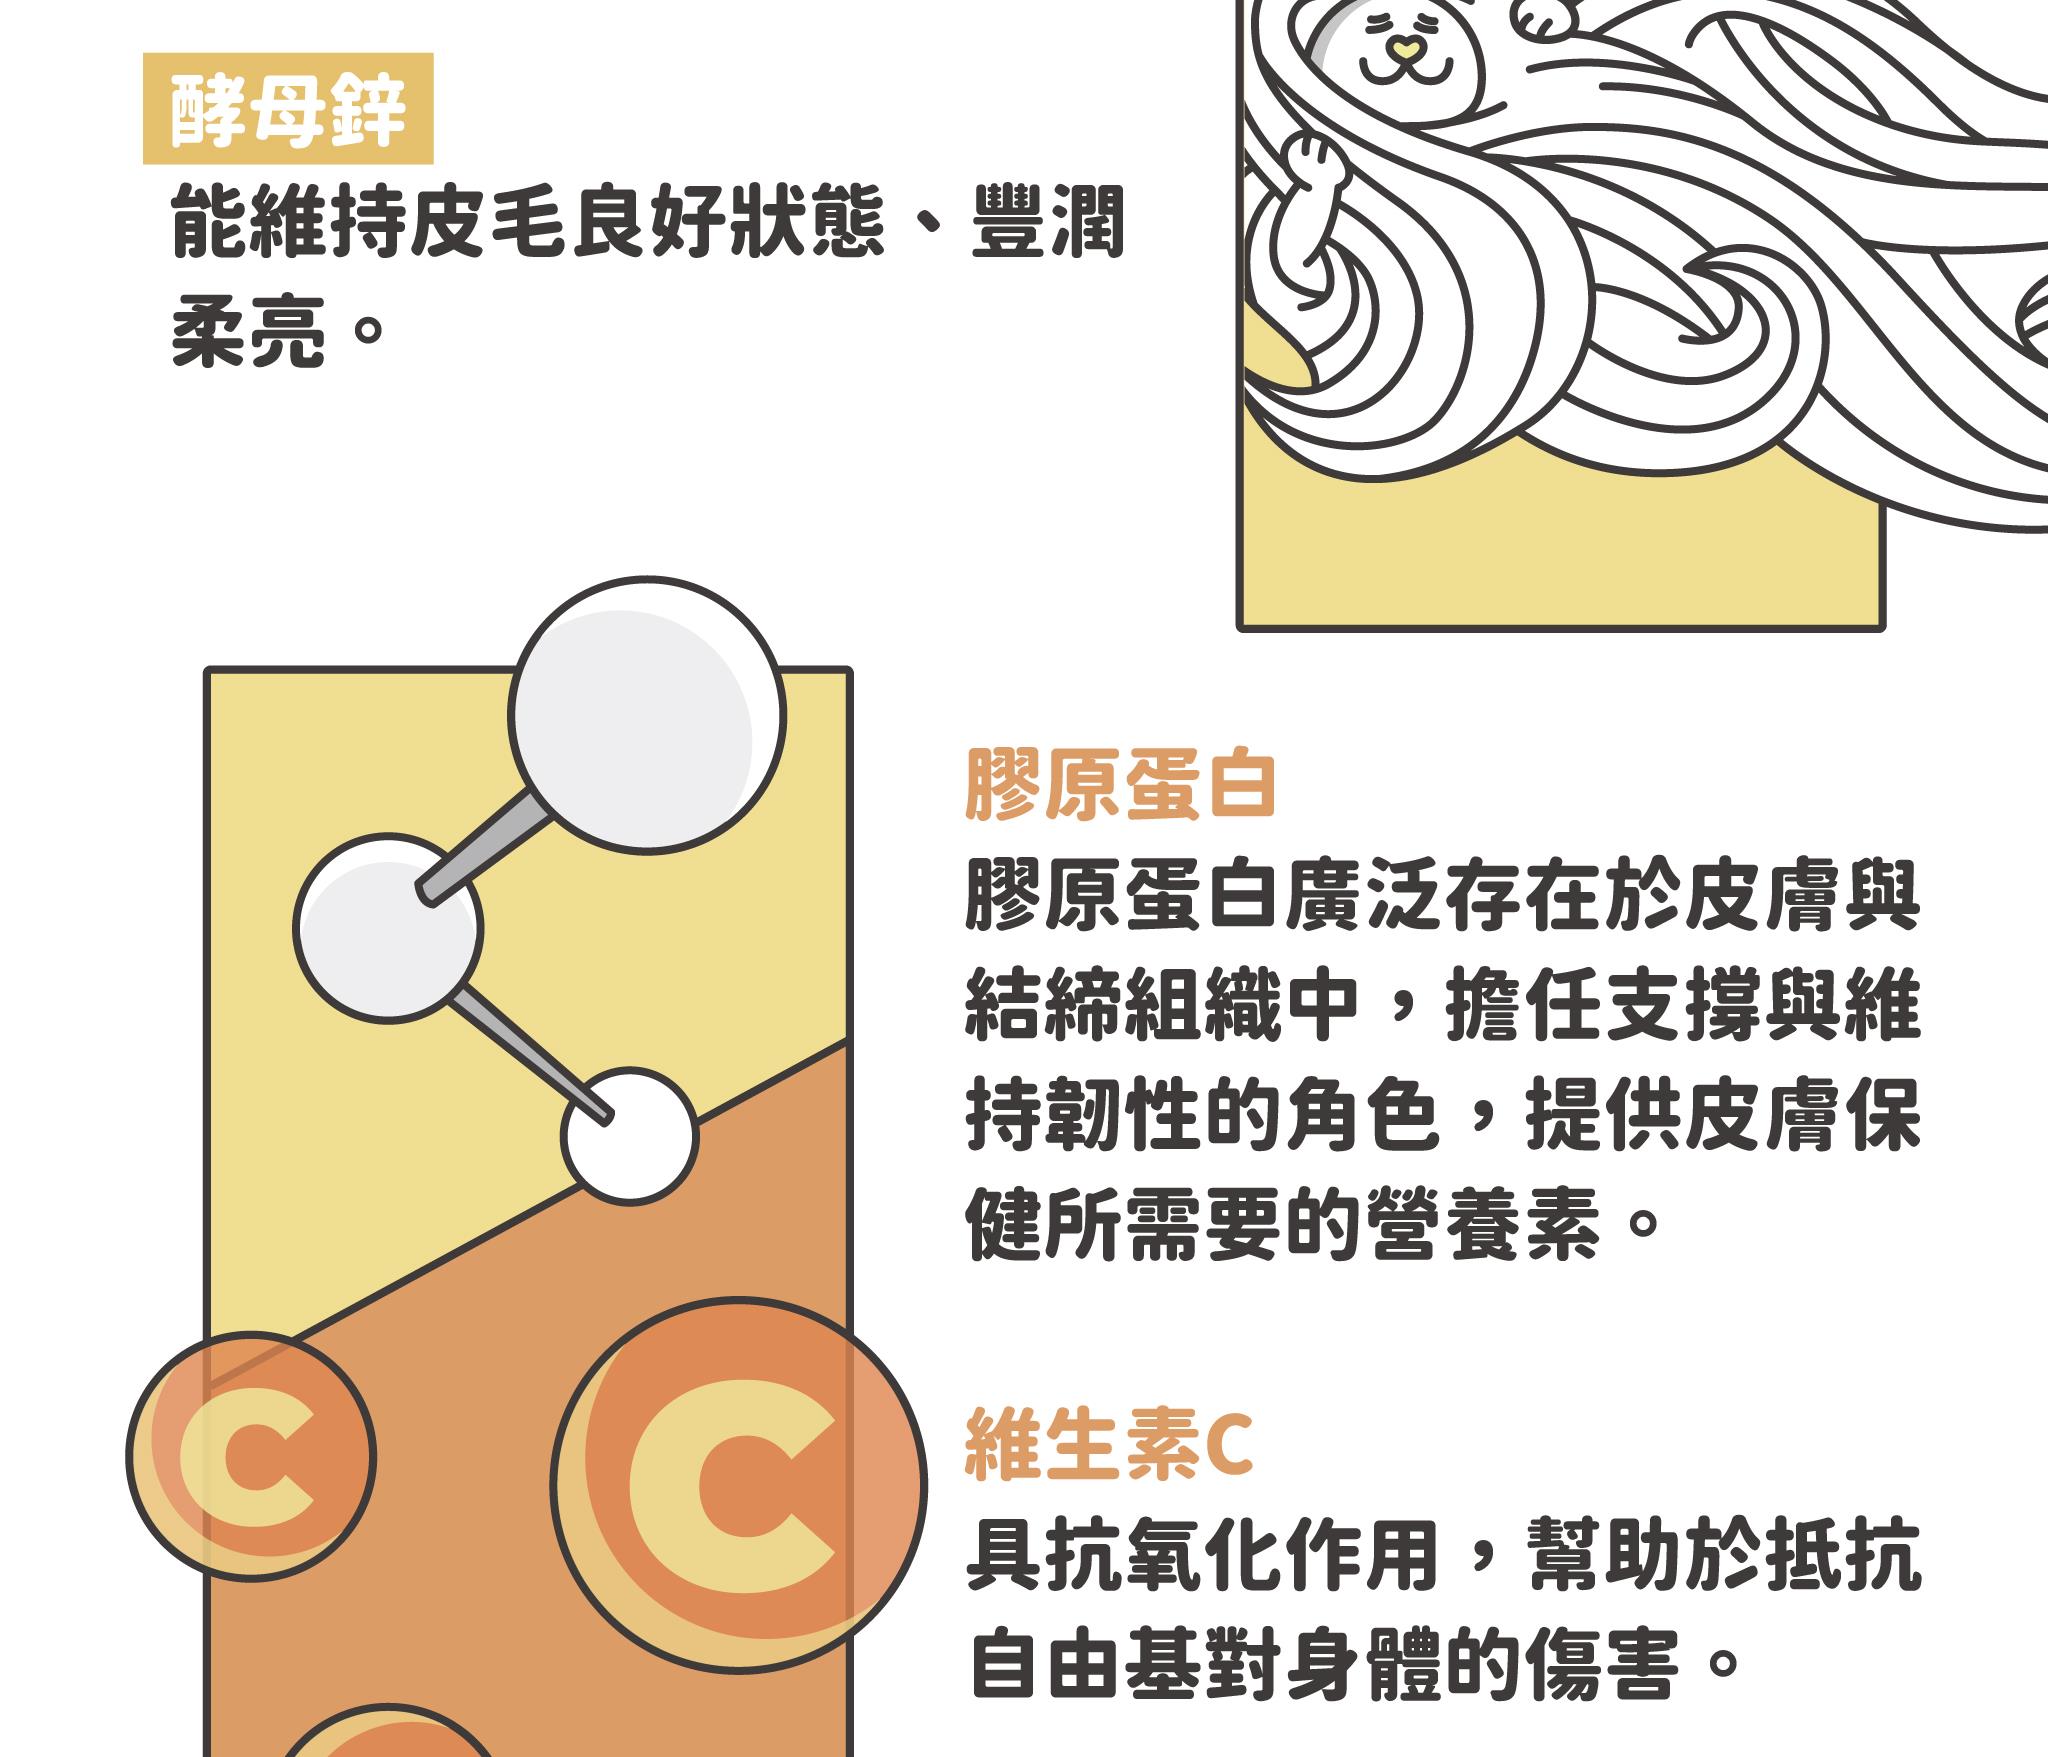 酵母鋅
能維持皮毛良好狀態、豐潤
柔亮。
膠原蛋白
膠原蛋白廣泛存在於皮膚與
結締組織中，擔任支撐與維
持韌性的角色，提供皮膚保
健所需要的營養素。
C
C
維生素C
具抗氧化作用，幫助於抵抗
自由基對身體的傷害。